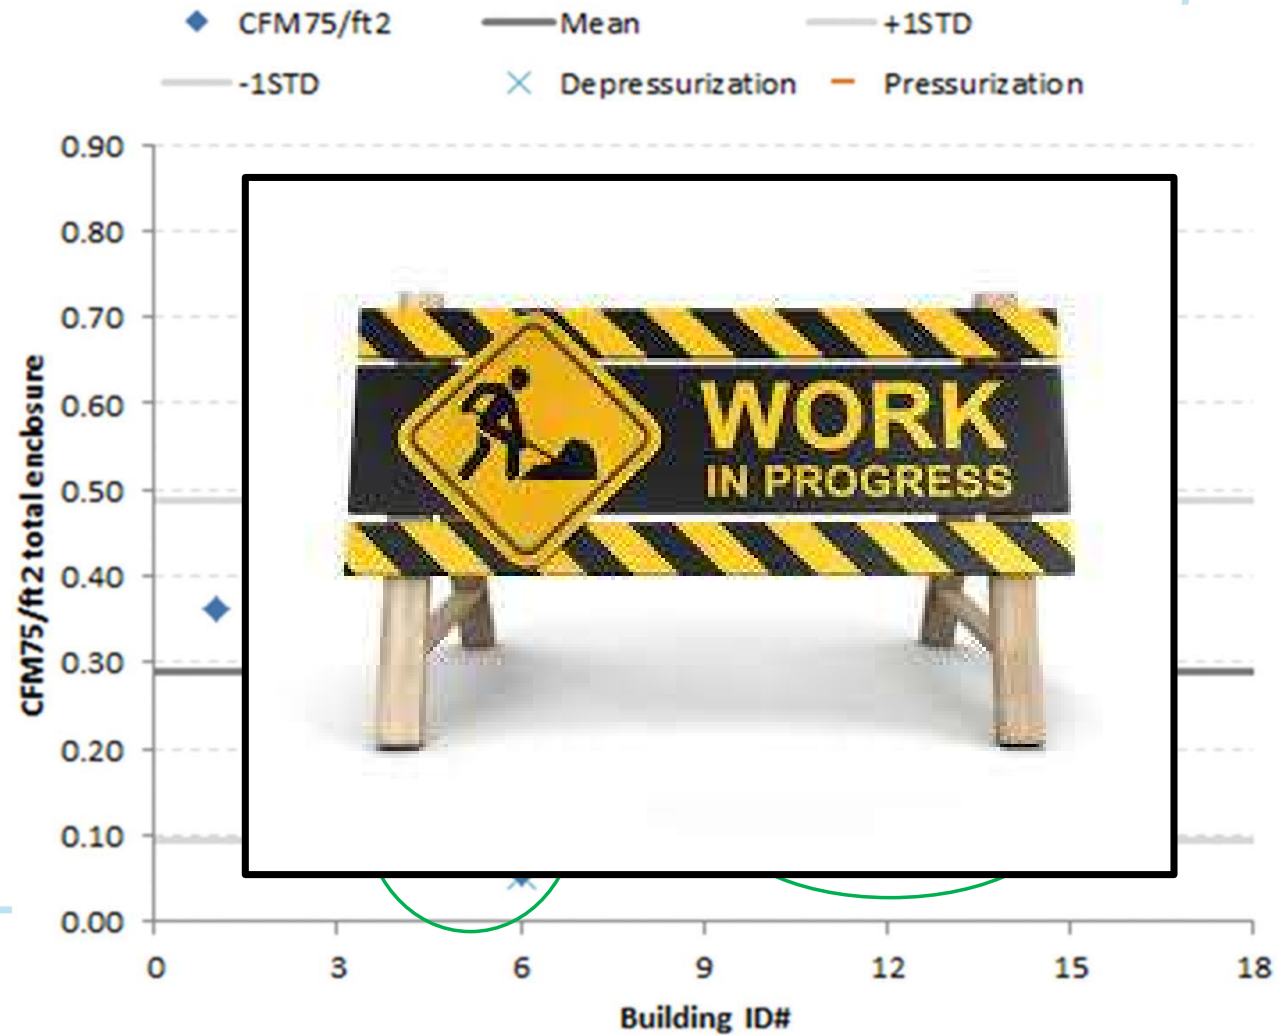 CFM75/ft2 Mean +1STD
-1STD Depressurization Pressurization
0.90
0.80
0.70
0.60
0.50
0.40
0.30
0.20
0.10
0.00
CFM75/ft2 total enclosure
WORK
IN PROGRESS
0 3 6 9 12 15 18
Building ID#